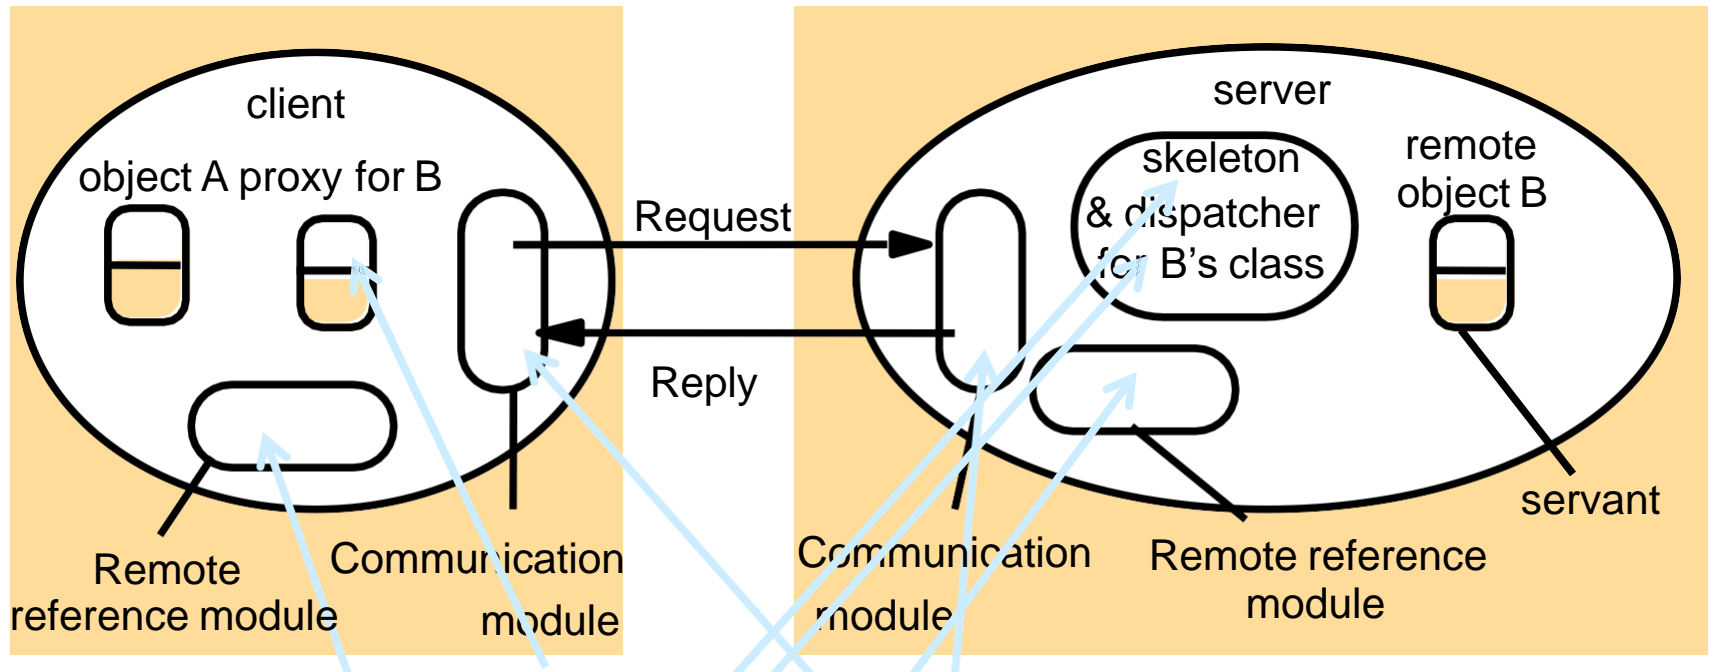 client
object A proxy for B
Request
Reply
Remote
reference module
Communication
module
server
skeleton
& dispatcher
for B's class
remote
object B
servant
Communication
module
Remote reference
module